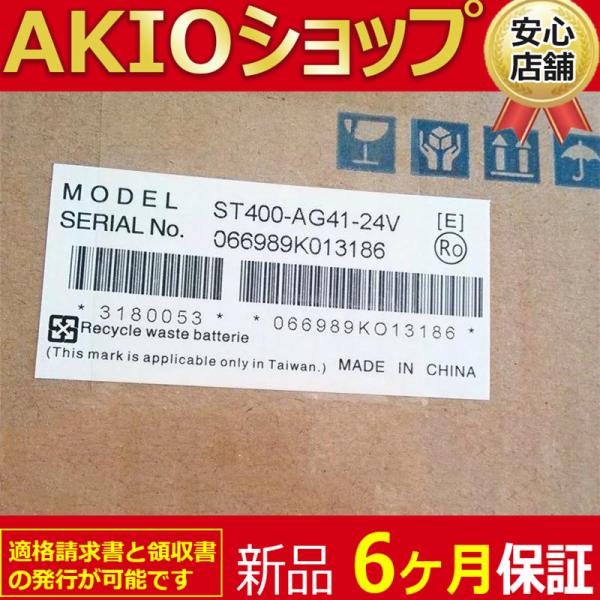 AKIOショップ
安心
店舗
MODEL ST400-AG41-24V [E]
SERIAL No. 066989K013186 Ro
* 3180053 * * 066989KO13186 *
Recycle waste batterie
(This mark is applicable only in Taiwan.) MADE IN CHINA
適格請求書と領収書
の発行が可能です
新品 6ヶ月保証